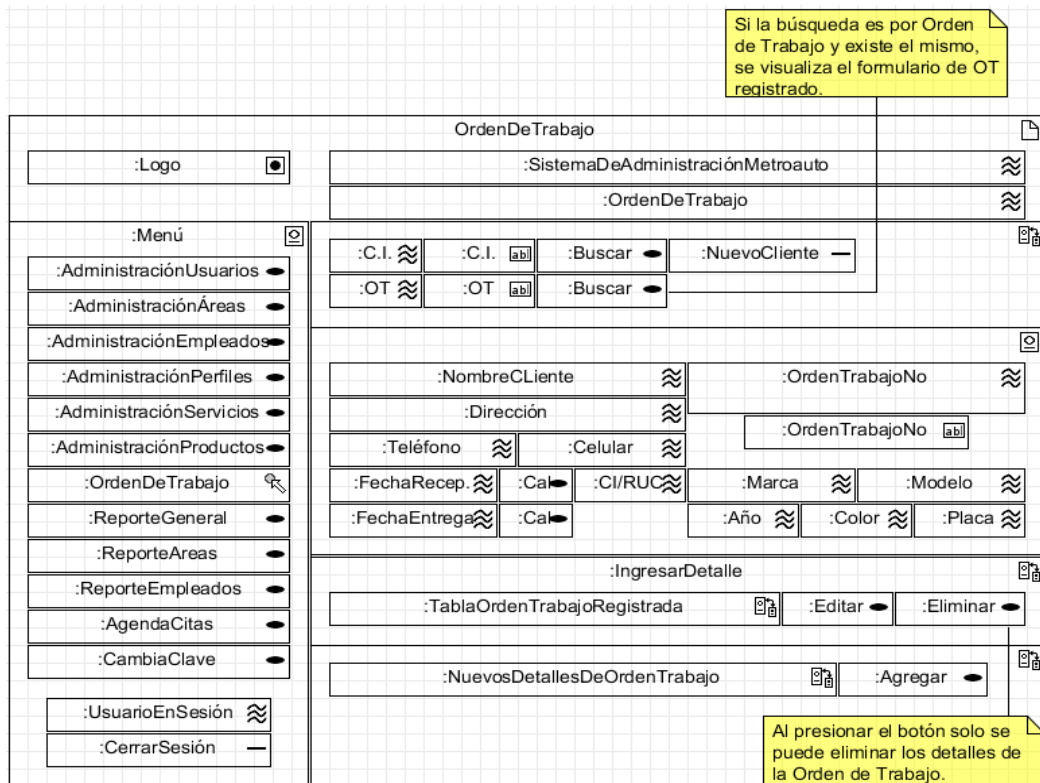 Si la búsqueda es por Orden
de Trabajo y existe el mismo,
se visualiza el formulario de OT
registrado.
OrdenDeTrabajo
:Logo
:SistemaDeAdministraciónMetroauto
:OrdenDeTrabajo
:Menú
:AdministraciónUsuarios
:AdministraciónÁreas
:AdministraciónEmpleados
:AdministraciónPerfiles
:AdministraciónServicios
:AdministraciónProductos
:OrdenDeTrabajo
:ReporteGeneral
:ReporteAreas
:ReporteEmpleados
:AgendaCitas
:CambiaClave
:UsuarioEnSesión
:CerrarSesión
:C.I. :C.I. abl :Buscar :NuevoCliente
:OT :OT abl :Buscar
:NombreCLiente :OrdenTrabajoNo
:Dirección
:OrdenTrabajoNo abl
:Teléfono :Celular
:FechaRecep. :Cal :CI/RUC :Marca :Modelo
:FechaEntrega :Cal :Año :Color :Placa
:IngresarDetalle
:TablaOrdenTrabajoRegistrada :Editar :Eliminar
:NuevosDetallesDeOrdenTrabajo :Agregar
Al presionar el botón solo se
puede eliminar los detalles de
la Orden de Trabajo.